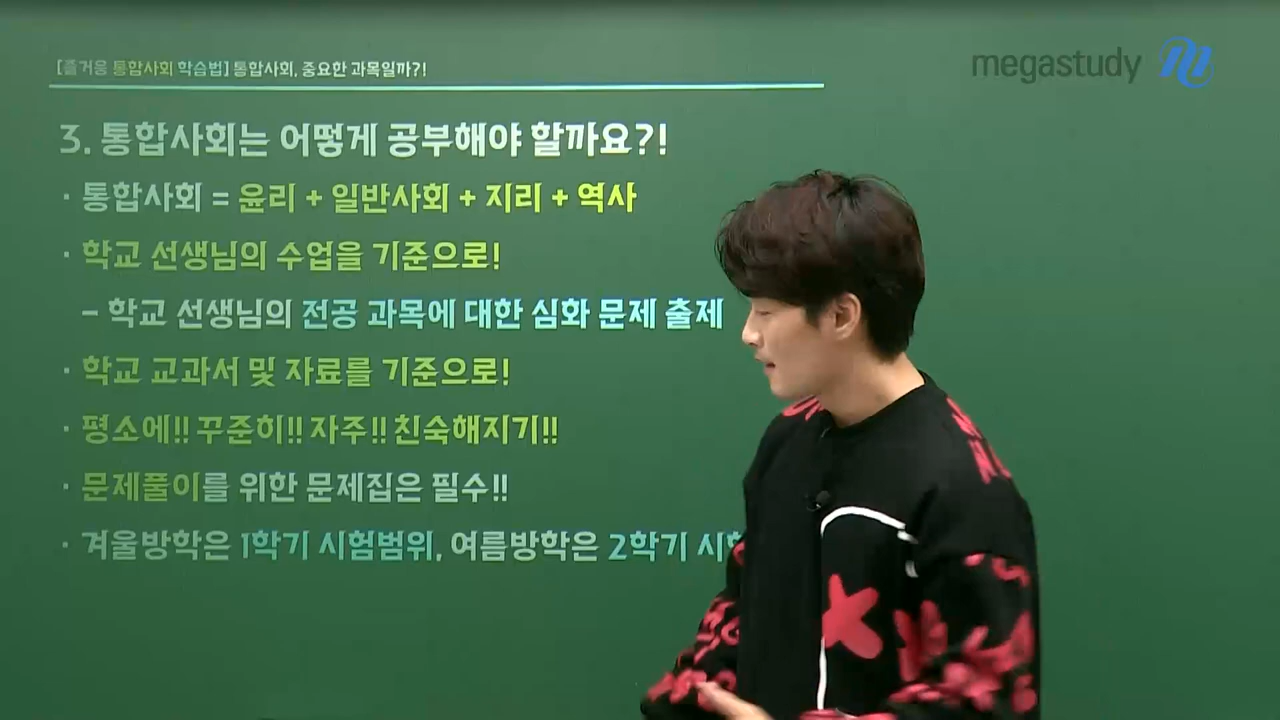 [즐거웅 통합사회 학습법] 통합사회, 중요한 과목일까?!
megastudy
3. 통합사회는 어떻게 공부해야 할까요?!
· 통합사회 = 윤리 + 일반사회 + 지리 + 역사
· 학교 선생님의 수업을 기준으로!
- 학교 선생님의 전공 과목에 대한 심화 문제 출제
· 학교 교과서 및 자료를 기준으로!
· 평소에!! 꾸준히!! 자주!! 친숙해지기!!
· 문제풀이를 위한 문제집은 필수!!
· 겨울방학은 1학기 시험범위, 여름방학은 2학기 시험